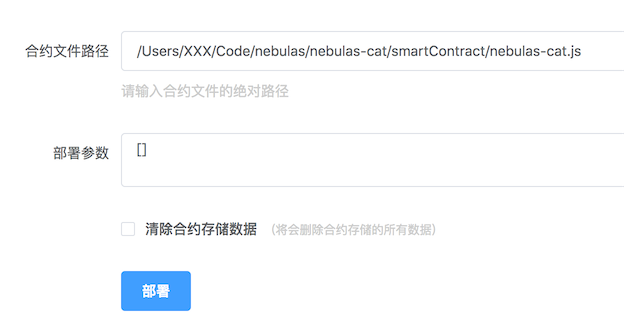 合约文件路径 /Users/XXX/Code/nebulas/nebulas-cat/smartContract/nebulas-cat.js
请输入合约文件的绝对路径
部署参数 []
清除合约存储数据 (将会删除合约存储的所有数据)
部署